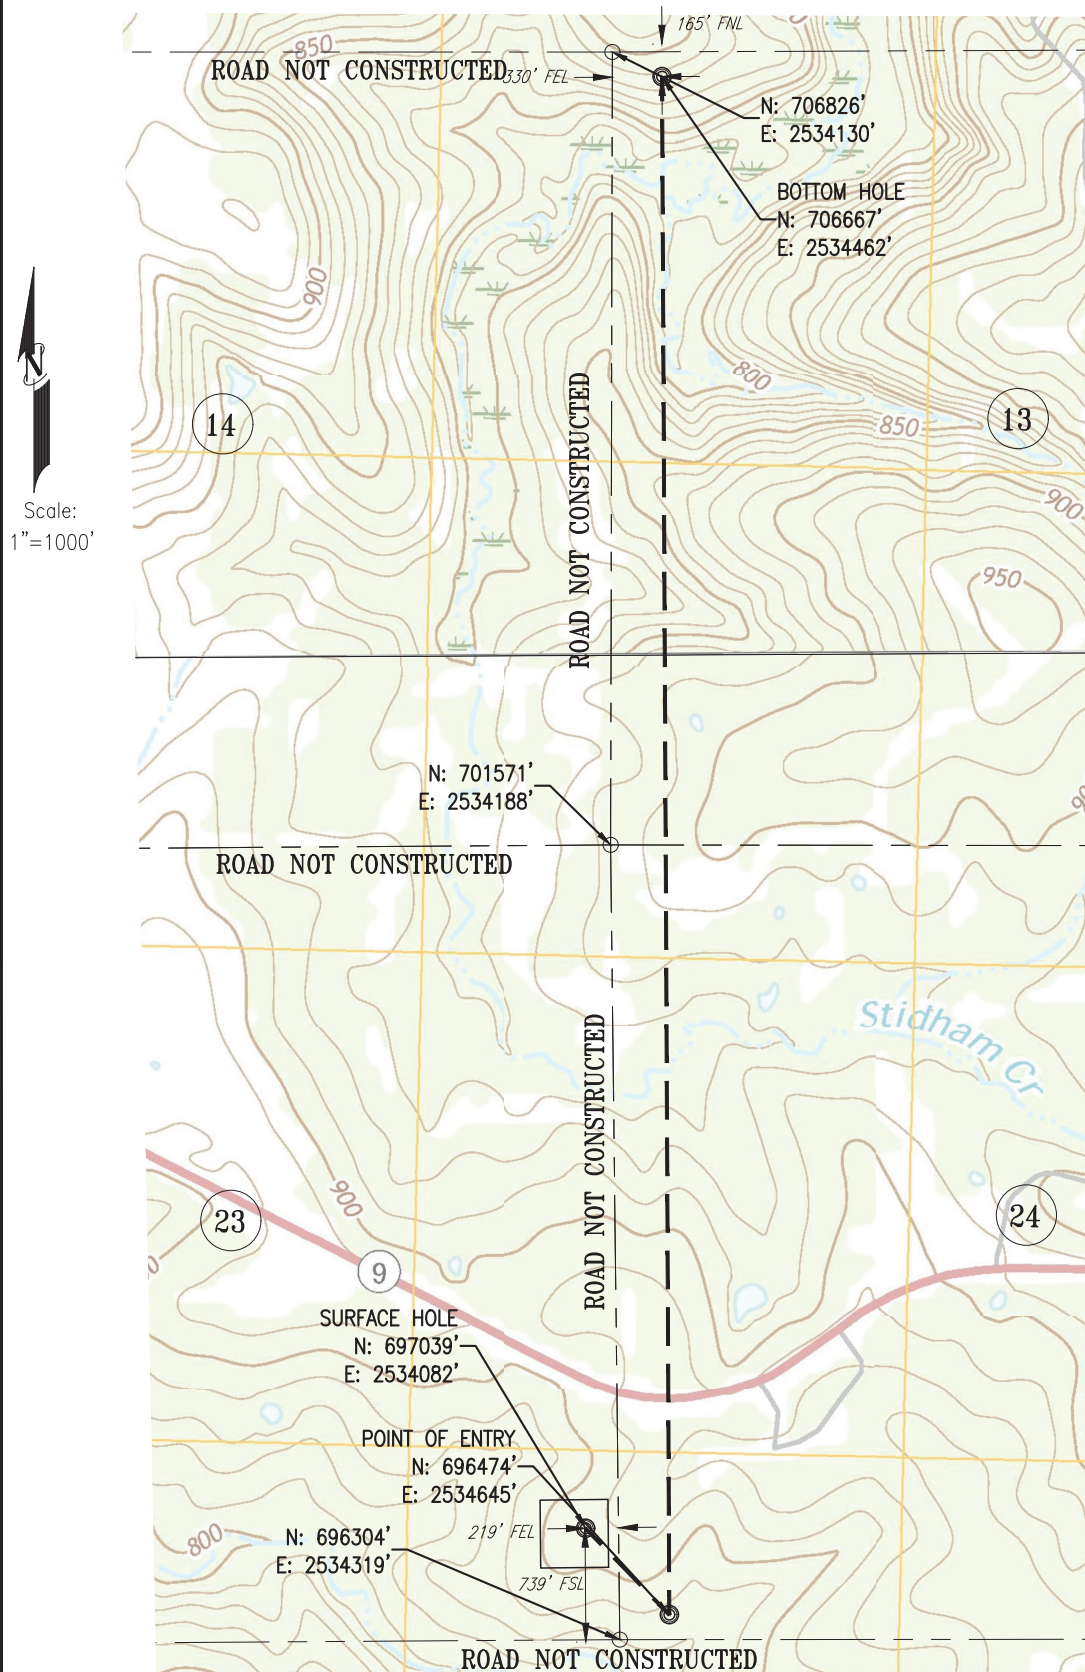 165' FNL
850
ROAD NOT CONSTRUCTED
330' FEL
N: 706826'
E: 2534130'
BOTTOM HOLE
N: 706667'
E: 2534462'
900
N
800
14
13
850
ROAD NOT CONSTRUCTED
900
Scale:
1"=1000'
950
N: 701571'
E: 2534188'
ROAD NOT CONSTRUCTED
Stidham Cr
ROAD NOT CONSTRUCTED
900
23
24
9
SURFACE HOLE
N: 697039'
E: 2534082'
POINT OF ENTRY
N: 696474'
E: 2534645'
219' FEL
800
N: 696304'
E: 2534319'
739' FSL
ROAD NOT CONSTRUCTED